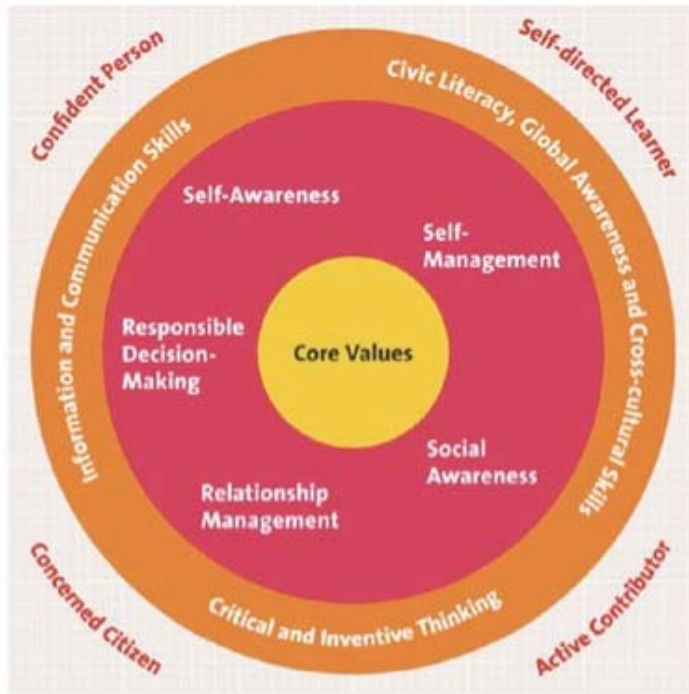 Confident Person
Self-directed Learner
Information and Communication Skills
Civic Literacy, Global Awareness and Cross-cultural Skills
Self-Awareness
Self-
Management
Responsible
Decision-
Making
Core Values
Social
Awareness
Relationship
Management
Critical and Inventive Thinking
Concerned Citizen
Active Contributor